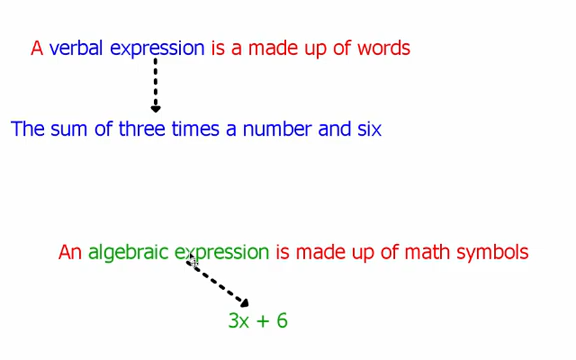 A verbal expression is a made up of words
The sum of three times a number and six
An algebraic expression is made up of math symbols
3x + 6